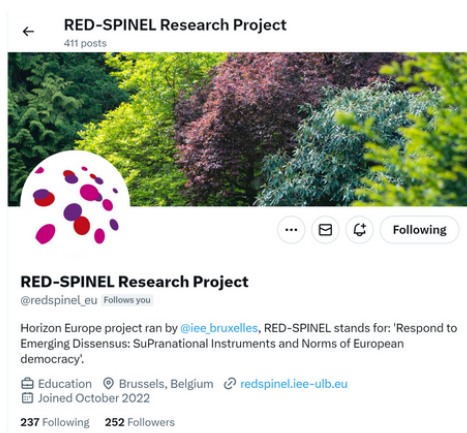 RED-SPINEL Research Project
411 posts
Following
RED-SPINEL Research Project
@redspinel_eu Follows you
Horizon Europe project ran by @iee_bruxelles, RED-SPINEL stands for: 'Respond to
Emerging Dissensus: SuPranational Instruments and Norms of European
democracy'.
Education Brussels, Belgium redspinel.iee-ulb.eu
Joined October 2022
237 Following 252 Followers